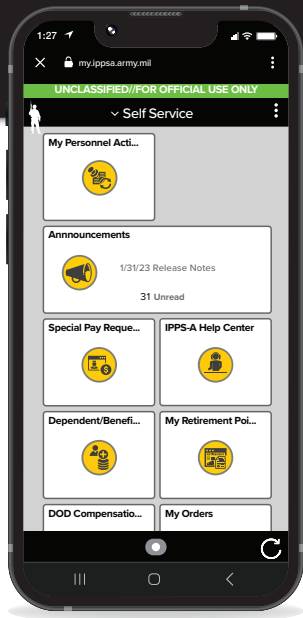 1:27
my.ippsa.army.mil
UNCLASSIFIED//FOR OFFICIAL USE ONLY
Self Service
My Personnel Acti...
Annnouncements
1/31/23 Release Notes
31 Unread
Special Pay Reque...
IPPS-A Help Center
Dependent/Benefi...
My Retirement Poi...
DOD Compensatio...
My Orders